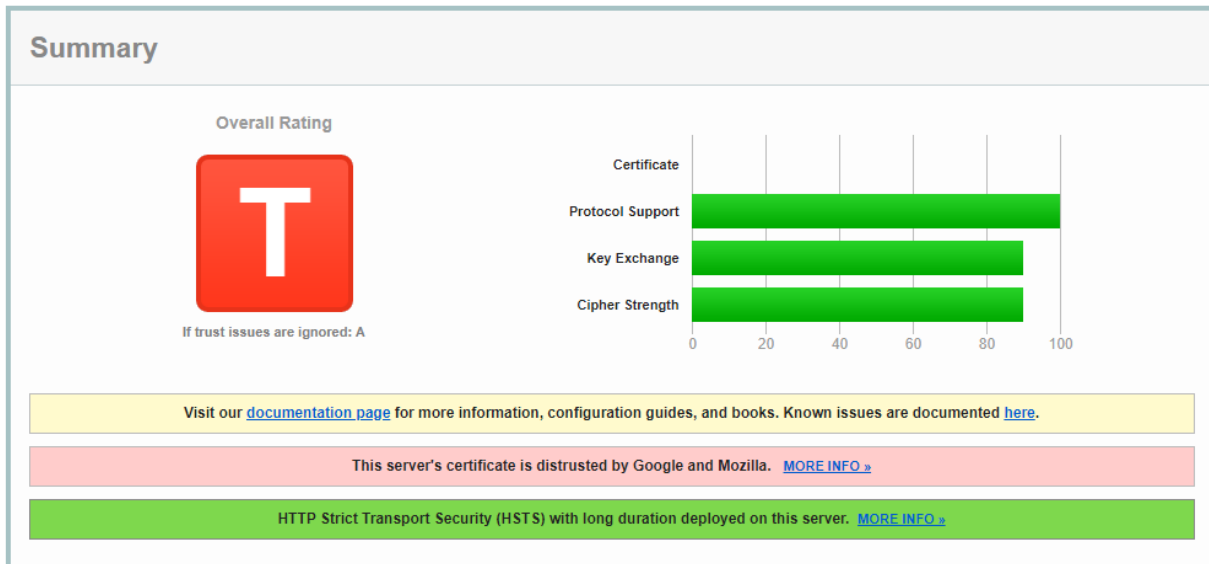 Summary
Overall Rating
T
If trust issues are ignored: A
Certificate
Protocol Support
Key Exchange
Cipher Strength
0 20 40 60 80 100
Visit our documentation page for more information, configuration guides, and books. Known issues are documented here.
This server's certificate is distrusted by Google and Mozilla. MORE INFO »
HTTP Strict Transport Security (HSTS) with long duration deployed on this server. MORE INFO »